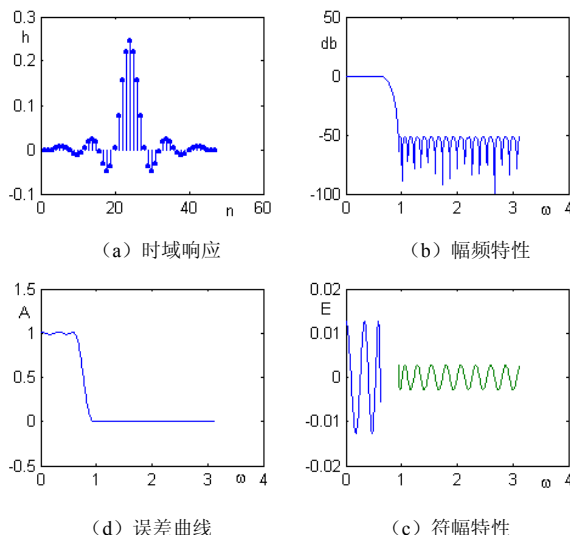 0.3
h
0.2
0.1
0
-0.1
0 20 40 n 60
50
db
0
-50
-100
0 1 2 3 ω 4
（a）时域响应
（b）幅频特性
1.5
A
1
0.5
0
-0.5
0 1 2 3 ω 4
0.02
E
0.01
0
-0.01
-0.02
0 1 2 3 ω 4
（d）误差曲线
（c）符幅特性